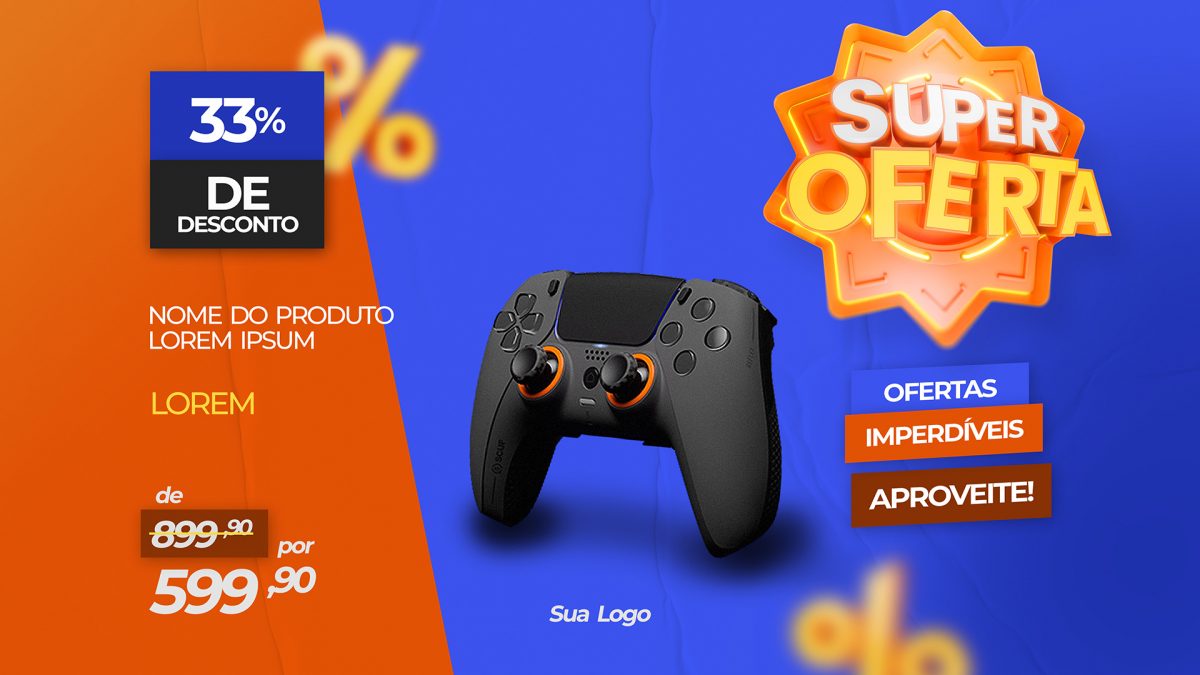 33%
DE
DESCONTO
NOME DO PRODUTO
LOREM IPSUM
LOREM
de
899,90
por
599,90
SUPER
OFERTA
OFERTAS
IMPERDÍVEIS
APROVEITE!
SCUF
Sua Logo
%
%